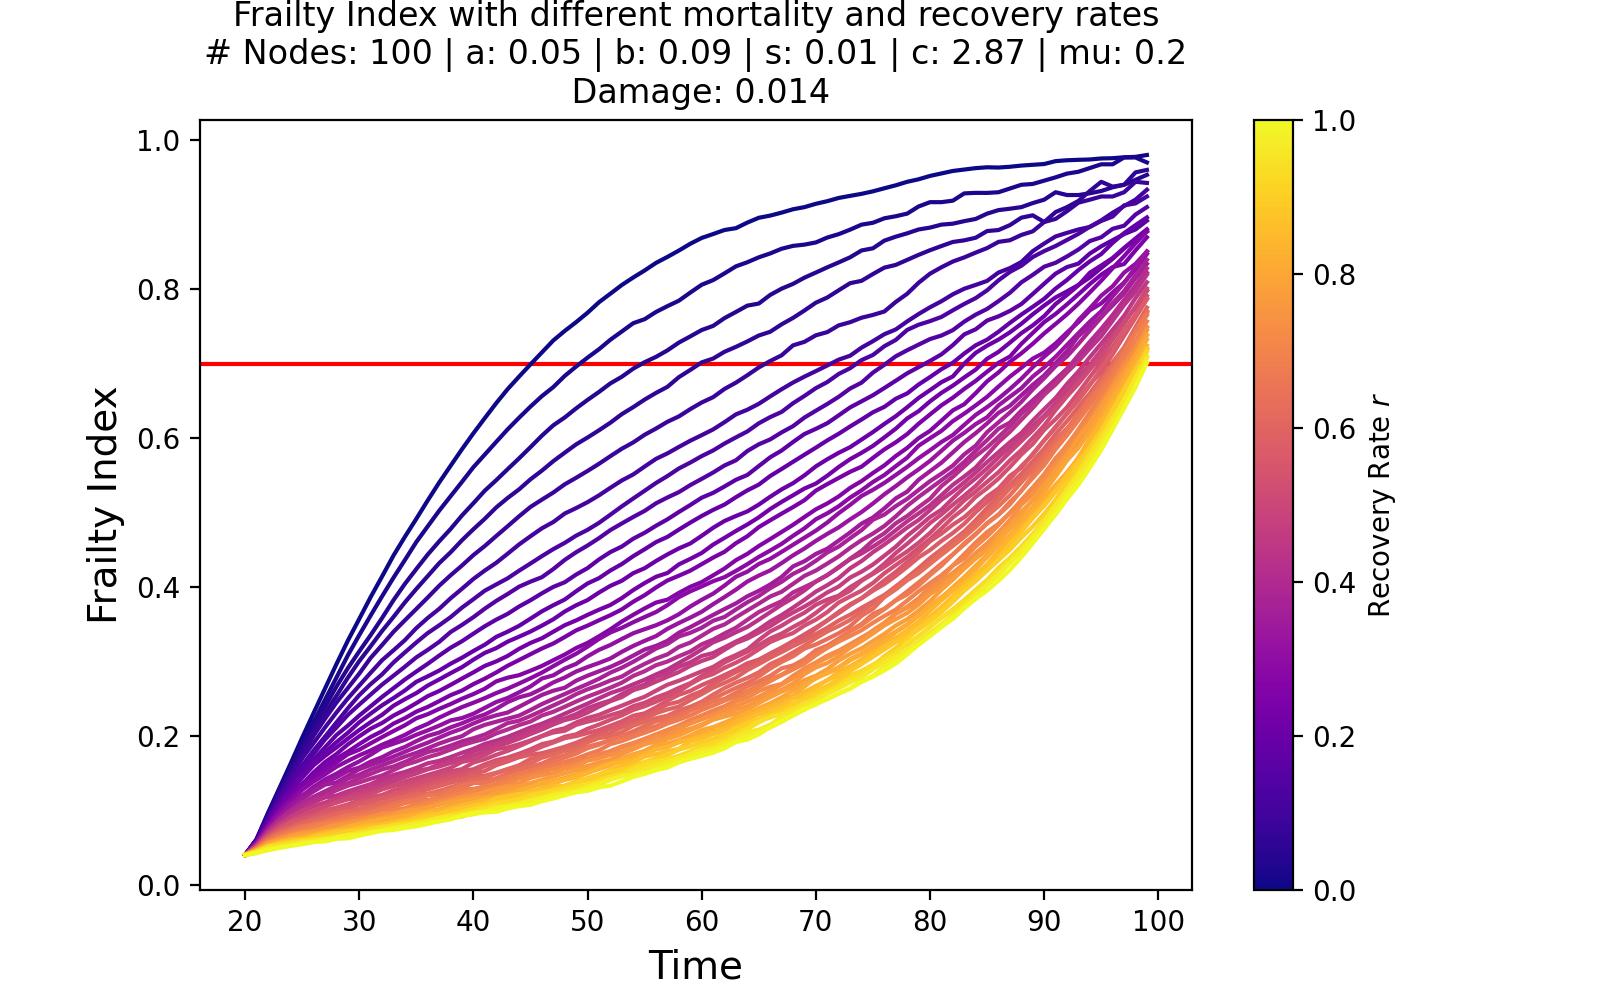 Frailty Index with different mortality and recovery rates
# Nodes: 100 | a: 0.05 | b: 0.09 | s: 0.01 | c: 2.87 | mu: 0.2
Damage: 0.014
1.0
0.8
0.6
0.4
0.2
0.0
Frailty Index
20 30 40 50 60 70 80 90 100
Time
1.0
0.8
0.6
0.4
0.2
0.0
Recovery Rate r